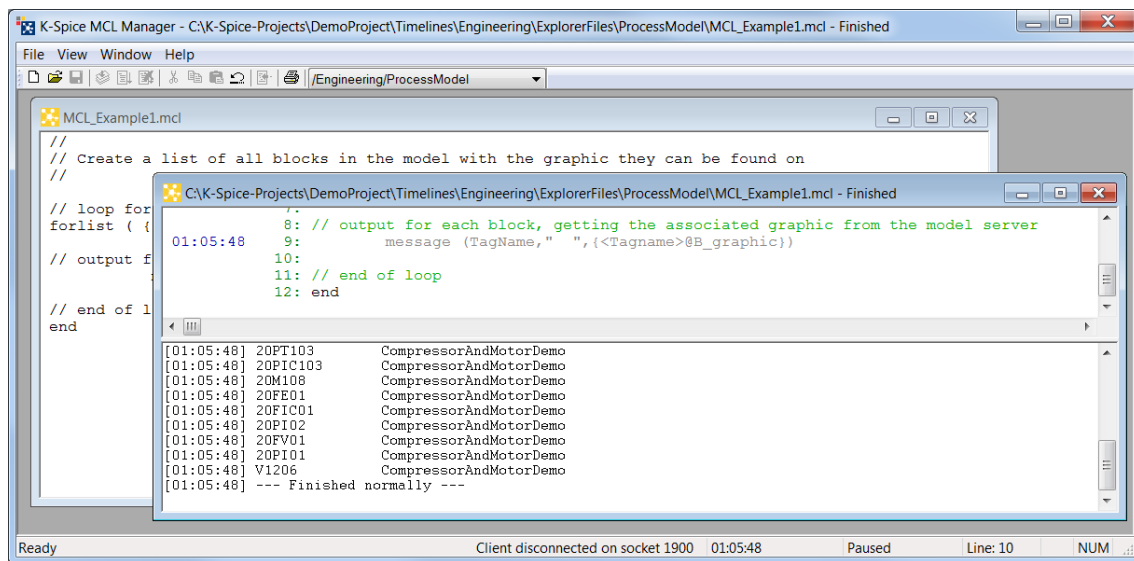 K-Spice MCL Manager - C:\K-Spice-Projects\DemoProject\Timelines\Engineering\ExplorerFiles\ProcessModel\MCL_Example1.mcl - Finished
File View Window Help
/Engineering/ProcessModel
MCL_Example1.mcl
//
// Create a list of all blocks in the model with the graphic they can be found on
//
// loop for
forlist ( {
// output f
// end of l
end
C:\K-Spice-Projects\DemoProject\Timelines\Engineering\ExplorerFiles\ProcessModel\MCL_Example1.mcl - Finished
7:
8: // output for each block, getting the associated graphic from the model server
01:05:48 9: message (TagName," ",{<Tagname>@B_graphic})
10:
11: // end of loop
12: end
[01:05:48] 20PT103 CompressorAndMotorDemo
[01:05:48] 20PIC103 CompressorAndMotorDemo
[01:05:48] 20M108 CompressorAndMotorDemo
[01:05:48] 20FE01 CompressorAndMotorDemo
[01:05:48] 20FIC01 CompressorAndMotorDemo
[01:05:48] 20PI02 CompressorAndMotorDemo
[01:05:48] 20FV01 CompressorAndMotorDemo
[01:05:48] 20PI01 CompressorAndMotorDemo
[01:05:48] V1206 CompressorAndMotorDemo
[01:05:48] --- Finished normally ---
Ready Client disconnected on socket 1900 01:05:48 Paused Line: 10 NUM